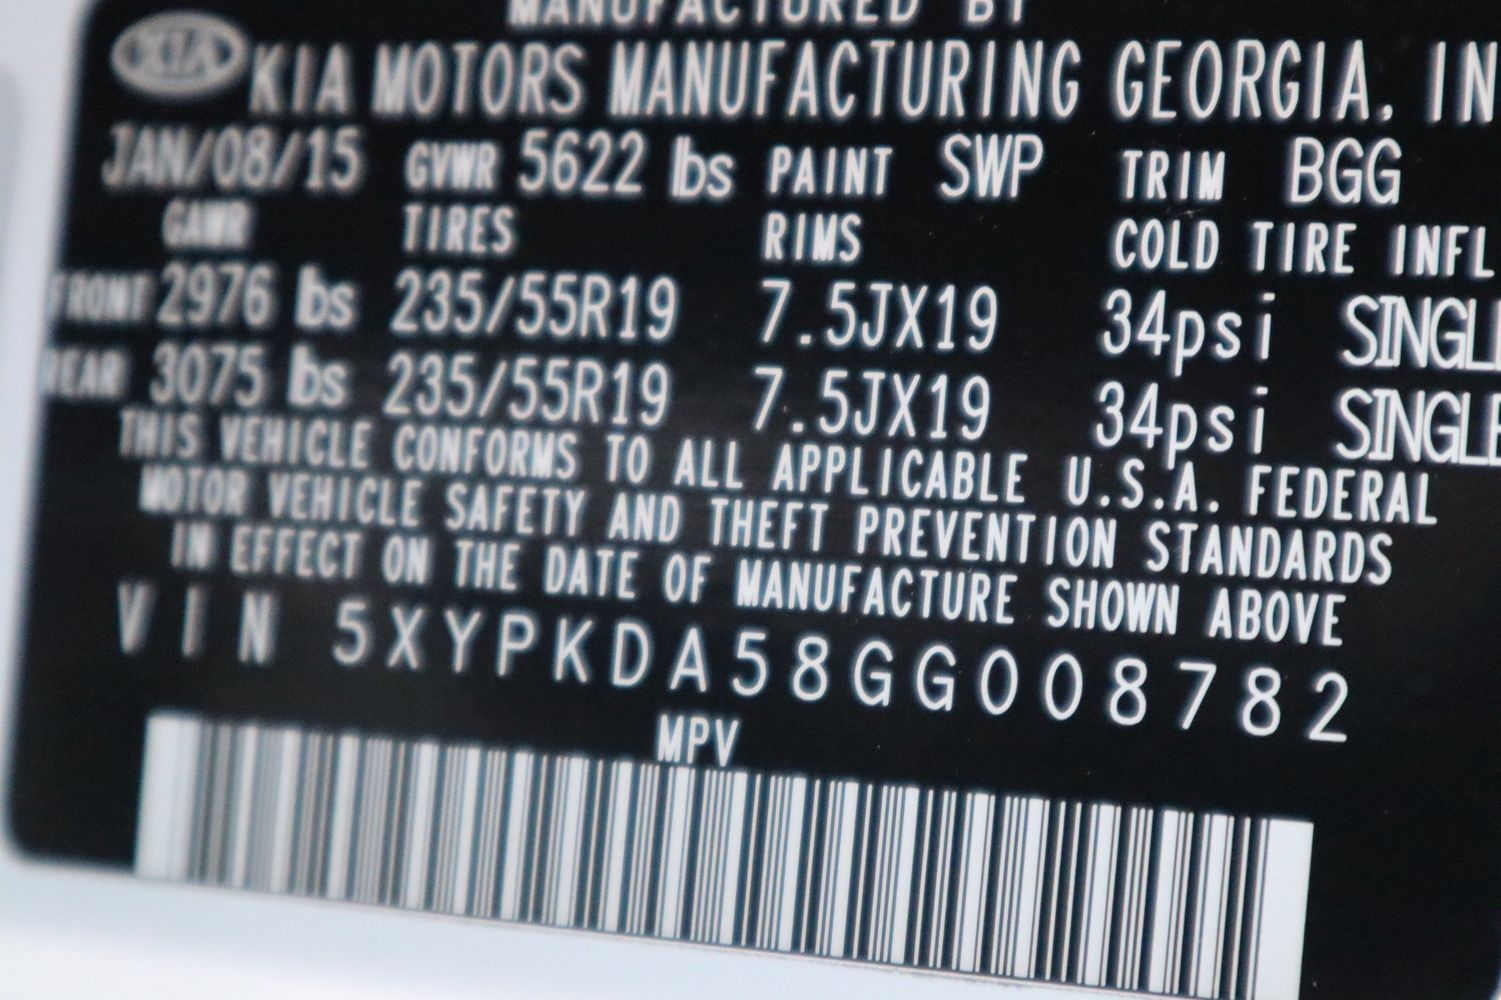 MANUFACTURED BY
KIA KIA MOTORS MANUFACTURING GEORGIA, IN
JAN/08/15 GVWR 5622 lbs PAINT SWP TRIM BGG
GAWR TIRES RIMS COLD TIRE INFL
FRONT 2976 lbs 235/55R19 7.5JX19 34psi SINGLE
REAR 3075 lbs 235/55R19 7.5JX19 34psi SINGLE
THIS VEHICLE CONFORMS TO ALL APPLICABLE U.S.A. FEDERAL
MOTOR VEHICLE SAFETY AND THEFT PREVENTION STANDARDS
IN EFFECT ON THE DATE OF MANUFACTURE SHOWN ABOVE
VIN 5XYPKDA58GG008782
MPV